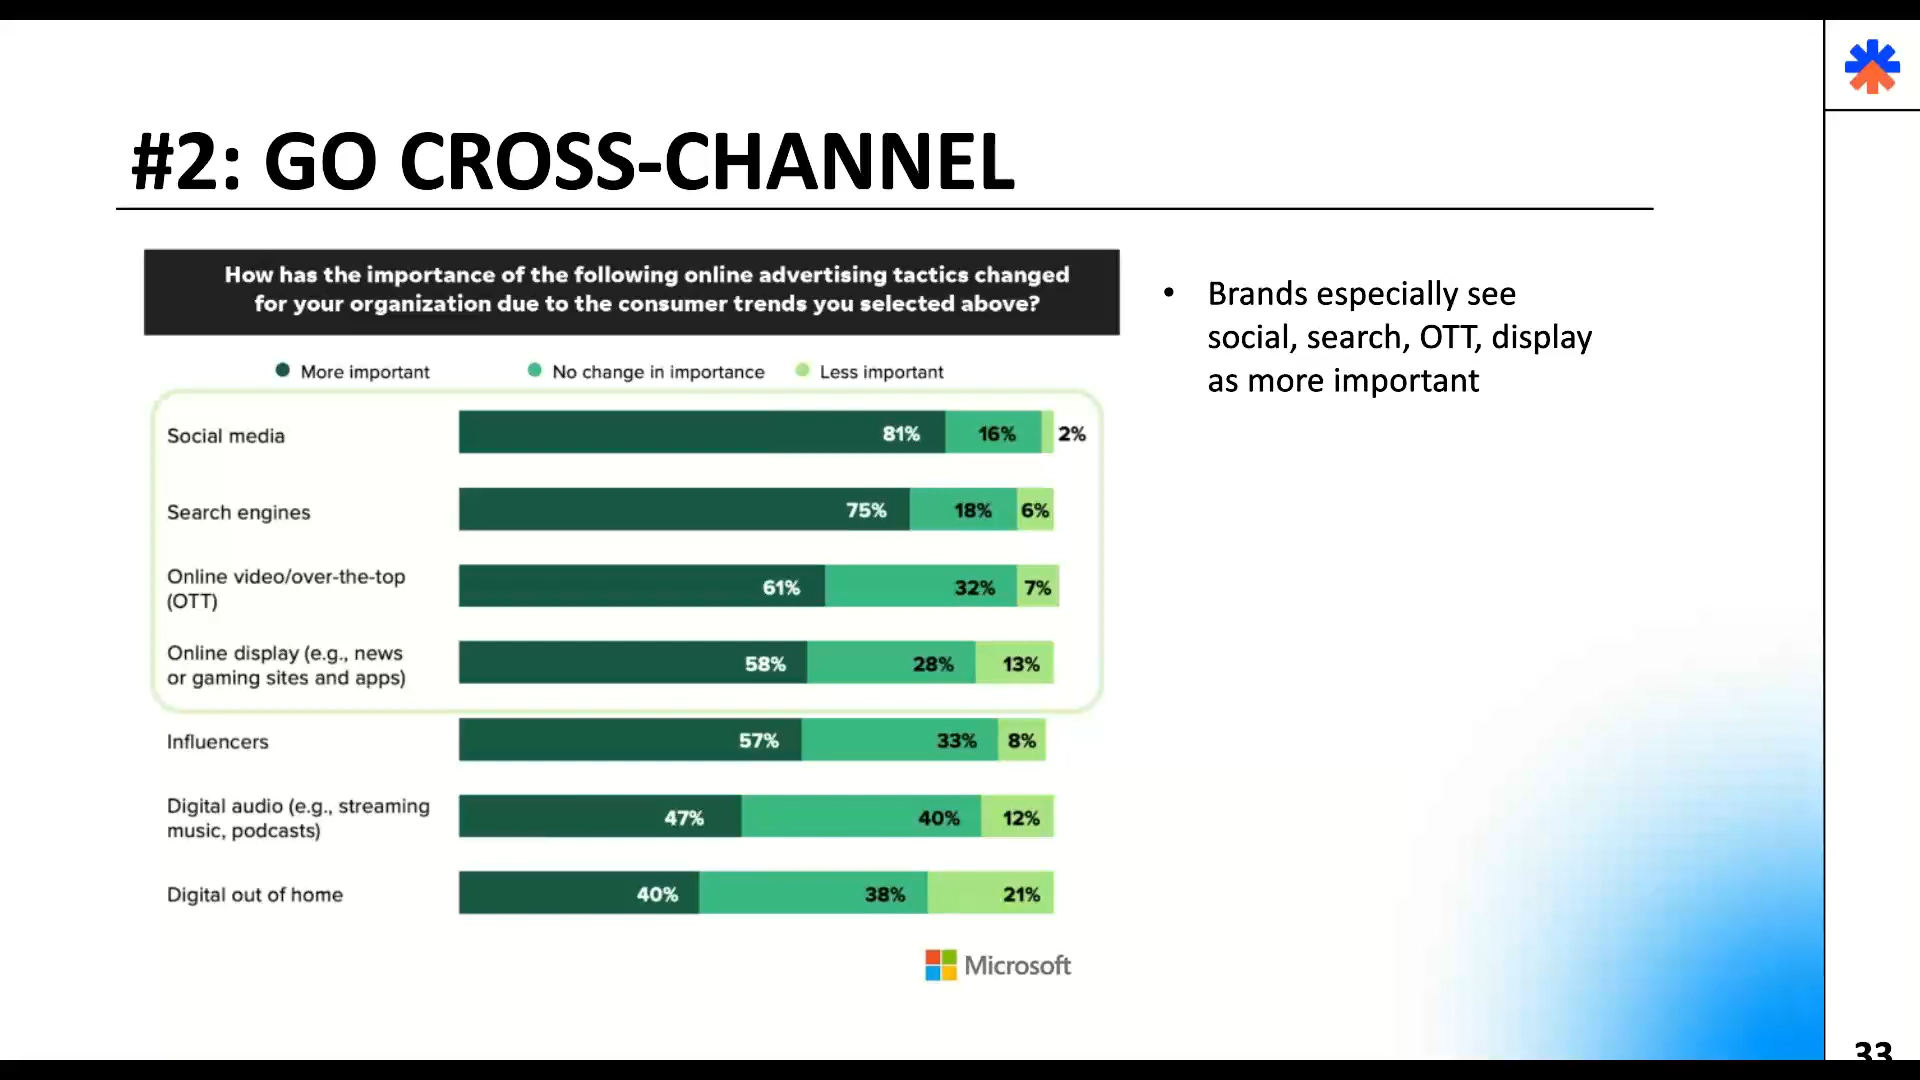 #2: GO CROSS-CHANNEL
How has the importance of the following online advertising tactics changed
for your organization due to the consumer trends you selected above?
More important No change in importance Less important
Social media 81% 16% 2%
Search engines 75% 18% 6%
Online video/over-the-top
(OTT) 61% 32% 7%
Online display (e.g., news
or gaming sites and apps) 58% 28% 13%
Influencers 57% 33% 8%
Digital audio (e.g., streaming
music, podcasts) 47% 40% 12%
Digital out of home 40% 38% 21%
Microsoft
• Brands especially see
social, search, OTT, display
as more important
33